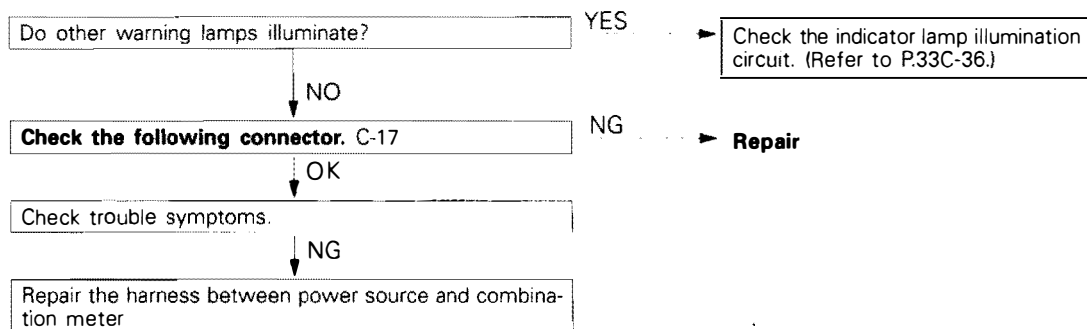 Do other warning lamps illuminate?
YES
Check the indicator lamp illumination
circuit. (Refer to P.33C-36.)
NO
Check the following connector. C-17
NG
Repair
OK
Check trouble symptoms.
NG
Repair the harness between power source and combina-
tion meter